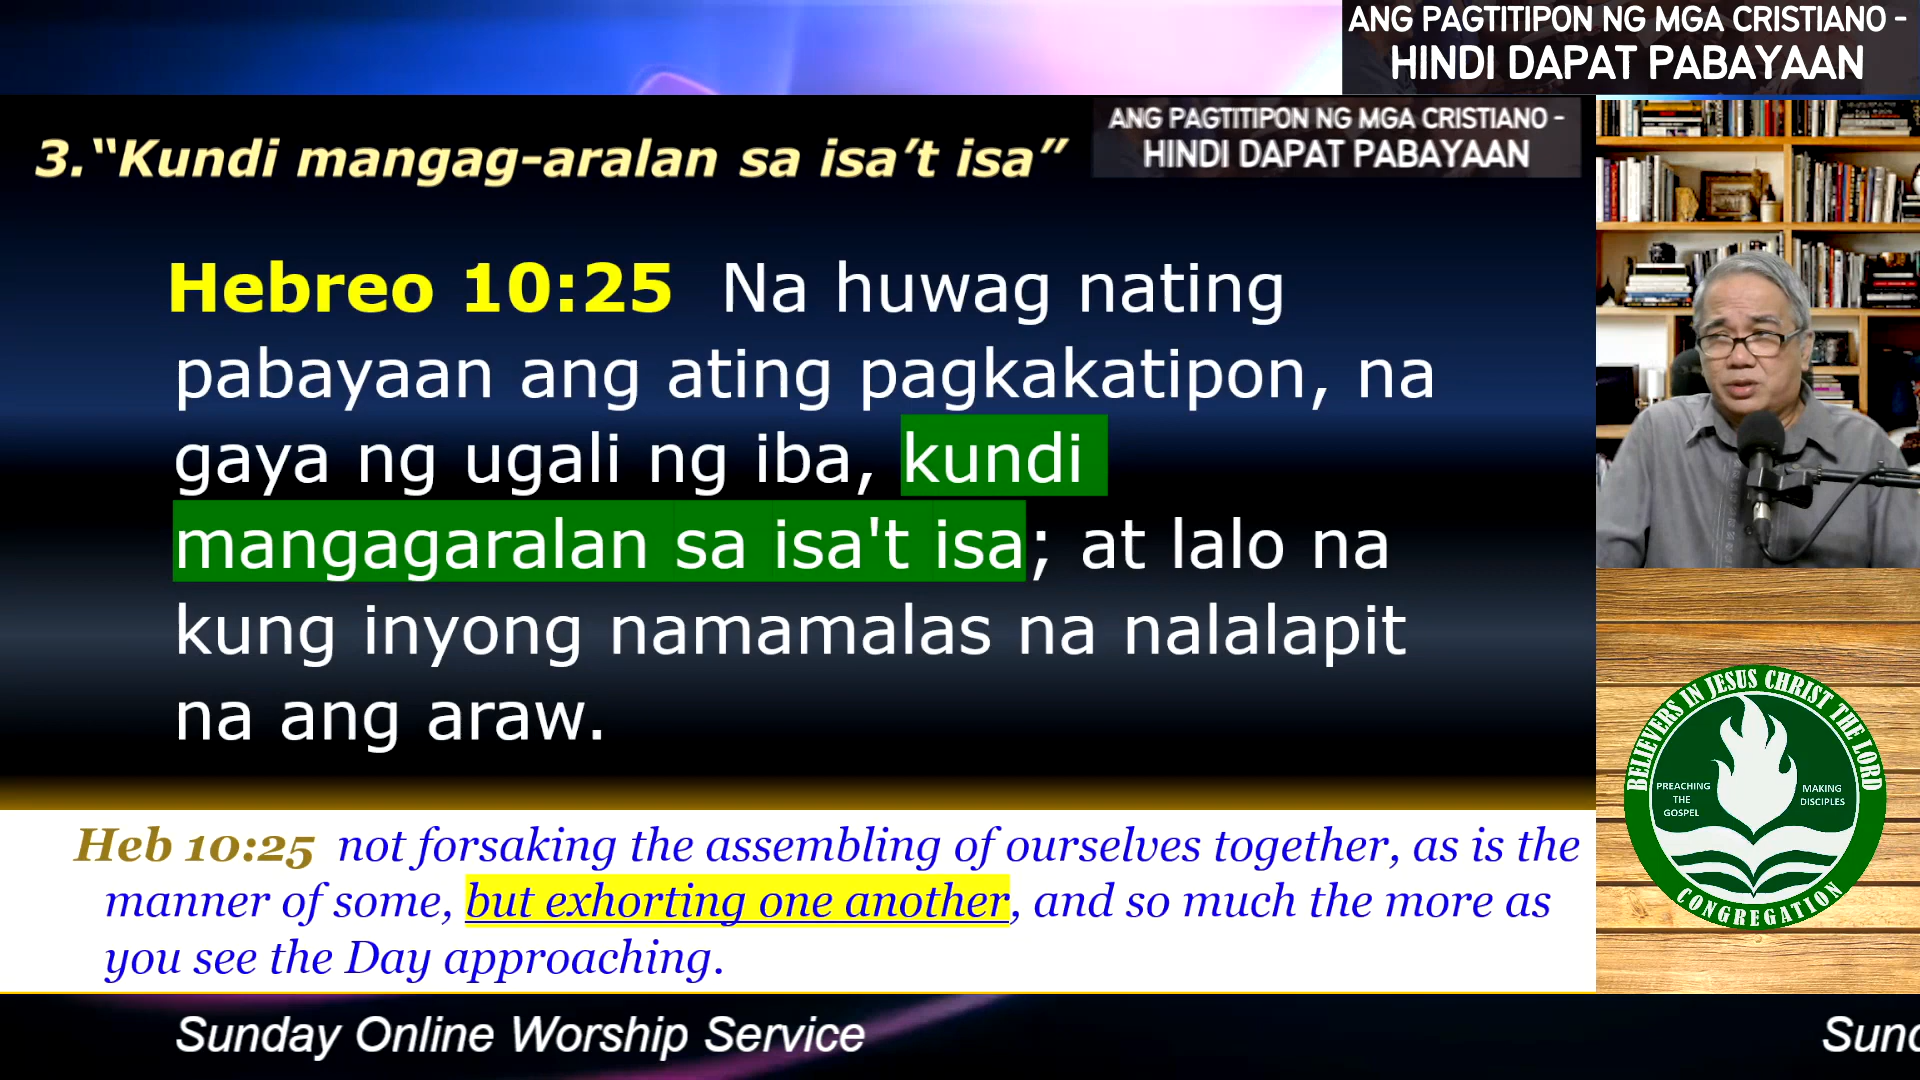 ANG PAGTITIPON NG MGA CRISTIANO -
HINDI DAPAT PABAYAAN
3.“Kundi mangag-aralan sa isa’t isa”
ANG PAGTITIPON NG MGA CRISTIANO -
HINDI DAPAT PABAYAAN
Hebreo 10:25 Na huwag nating
pabayaan ang ating pagkakatipon, na
gaya ng ugali ng iba, kundi
mangagaralan sa isa't isa; at lalo na
kung inyong namamalas na nalalapit
na ang araw.
Heb 10:25 not forsaking the assembling of ourselves together, as is the
manner of some, but exhorting one another, and so much the more as
you see the Day approaching.
BELIEVERS IN JESUS CHRIST THE LORD
PREACHING
THE
GOSPEL
MAKING
DISCIPLES
CONGREGATION
Sunday Online Worship Service